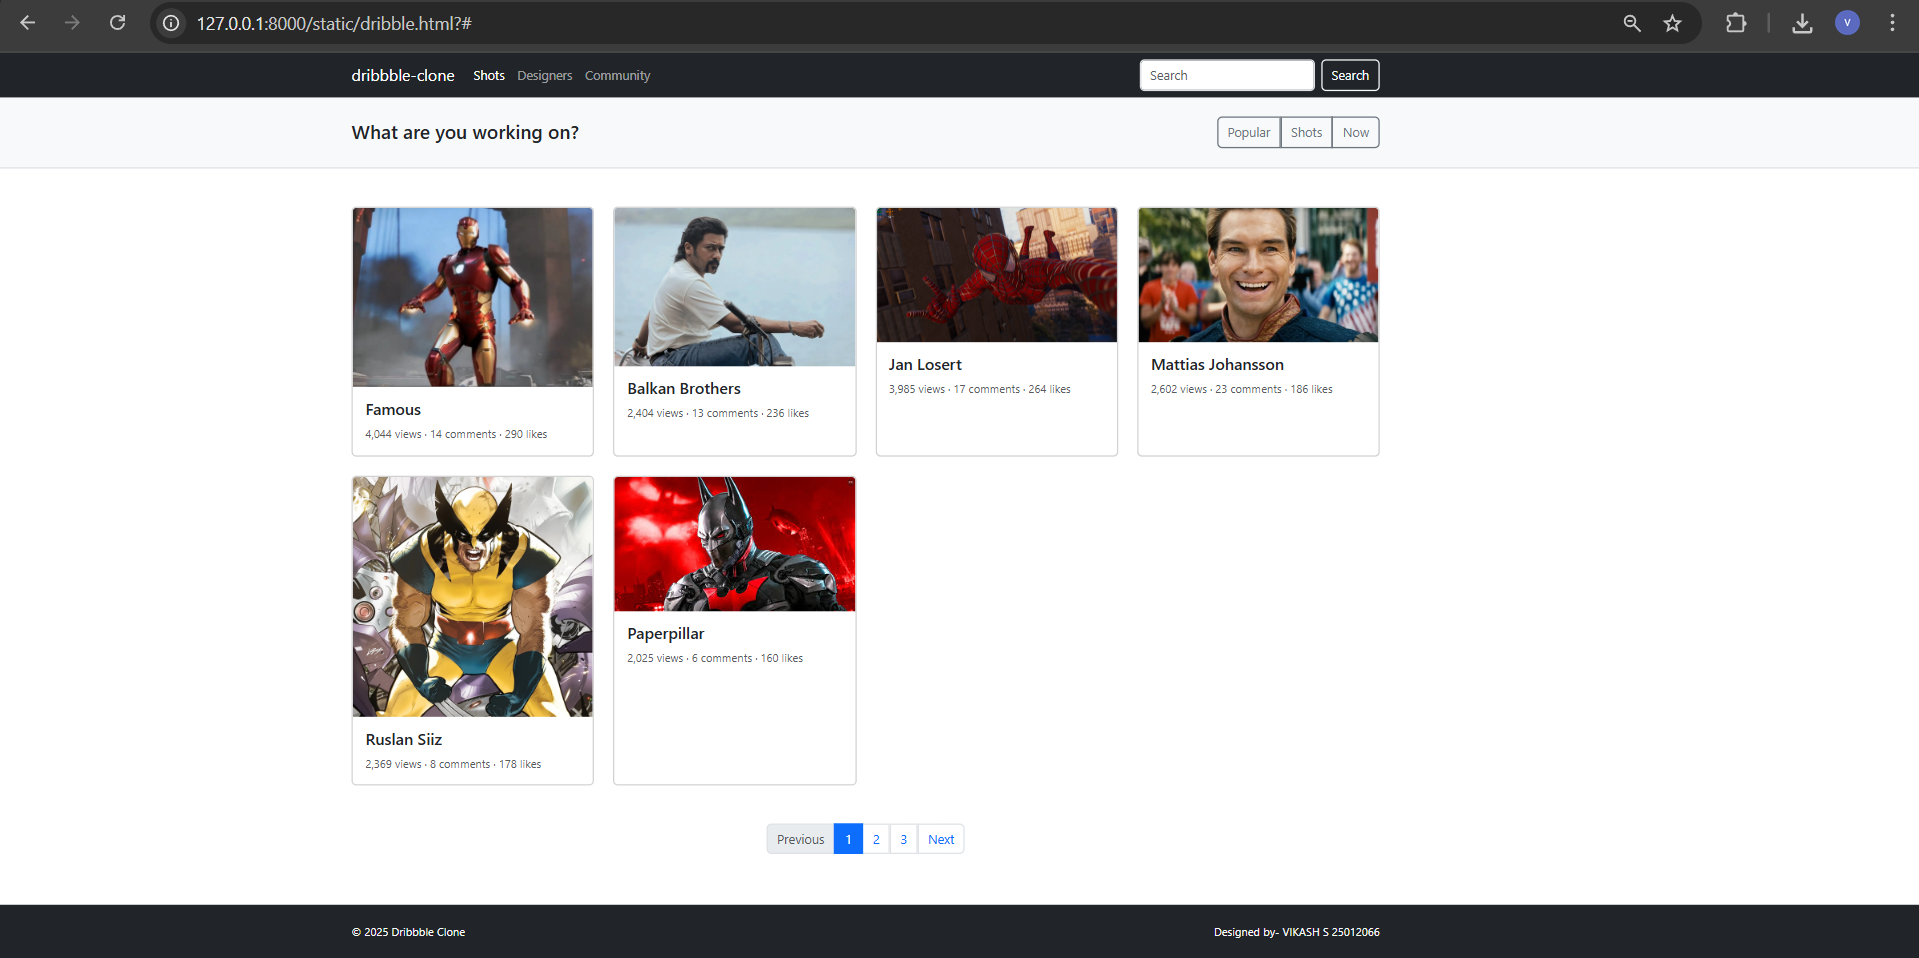 127.0.0.1:8000/static/dribble.html?#
V
dribbble-clone Shots Designers Community Search Search
What are you working on? Popular Shots Now
Famous
4,044 views · 14 comments · 290 likes
Balkan Brothers
2,404 views · 13 comments · 236 likes
Jan Losert
3,985 views · 17 comments · 264 likes
Mattias Johansson
2,602 views · 23 comments · 186 likes
Ruslan Siiz
2,369 views · 8 comments · 178 likes
Paperpillar
2,025 views · 6 comments · 160 likes
Previous 1 2 3 Next
© 2025 Dribbble Clone Designed by- VIKASH S 25012066